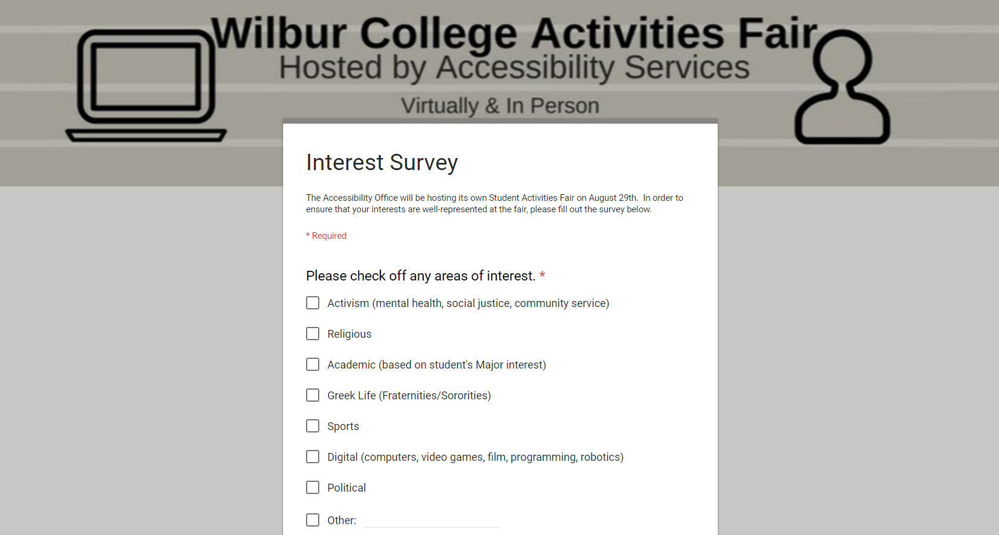 Wilbur College Activities Fair
Hosted by Accessibility Services
Virtually & In Person
Interest Survey
The Accessibility Office will be hosting its own Student Activities Fair on August 29th.  In order to
ensure that your interests are well-represented at the fair, please fill out the survey below.
* Required
Please check off any areas of interest. *
Activism (mental health, social justice, community service)
Religious
Academic (based on student's Major interest)
Greek Life (Fraternities/Sororities)
Sports
Digital (computers, video games, film, programming, robotics)
Political
Other: